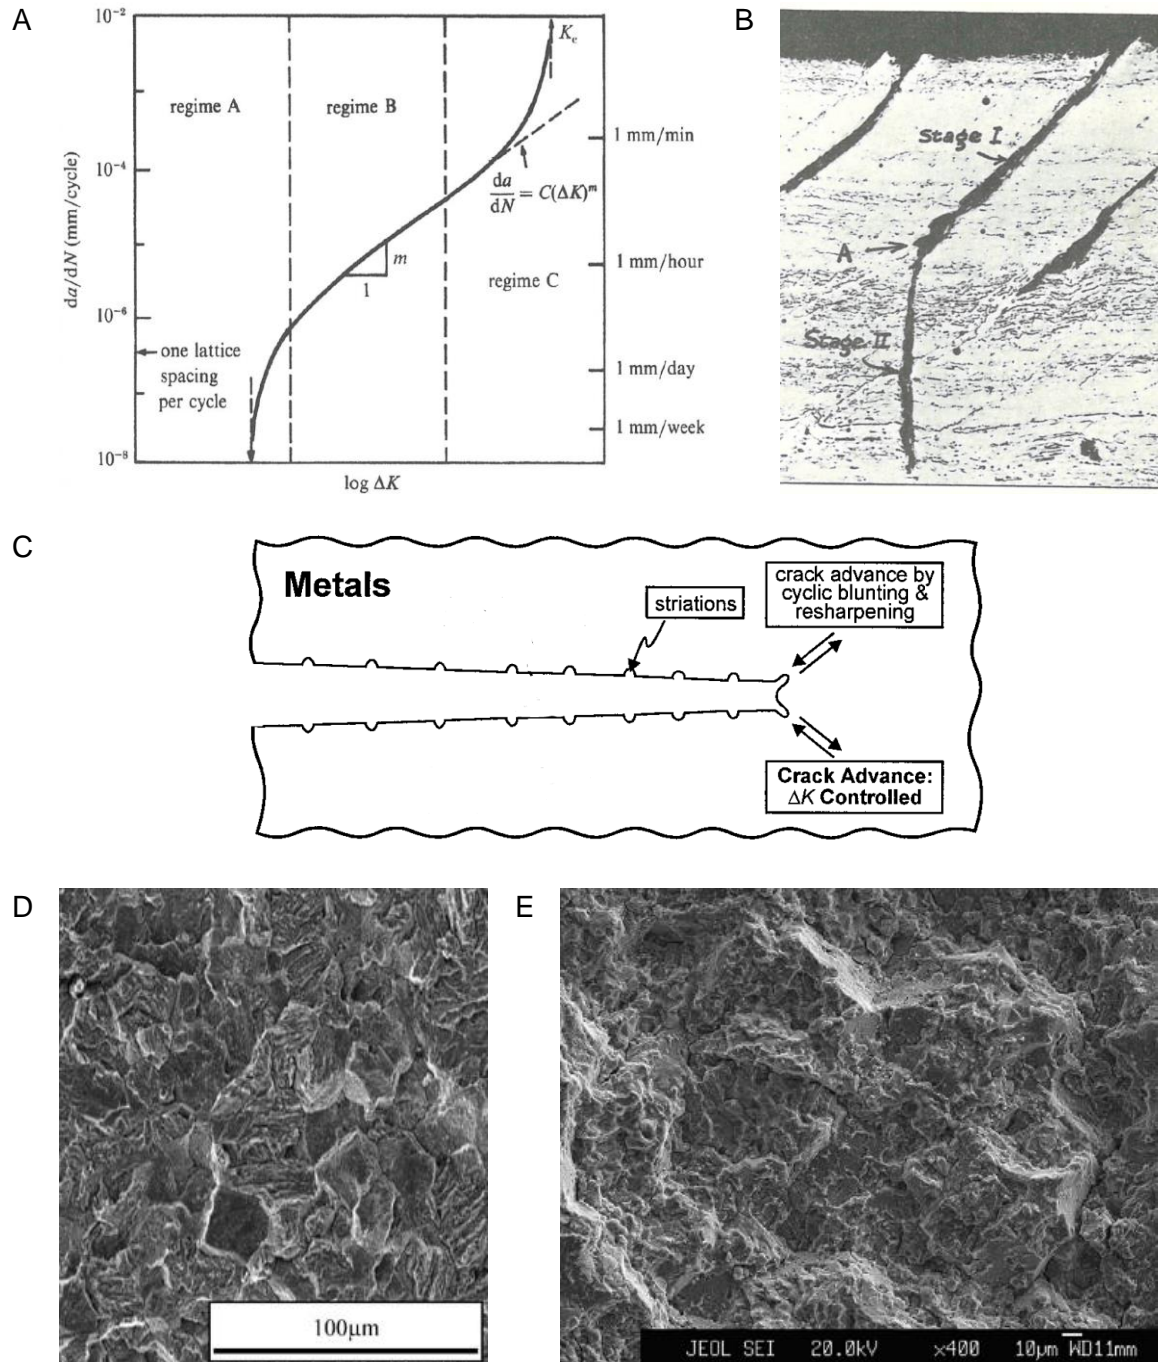 A
10⁻²
K_c
regime A
regime B
1 mm/min
10⁻⁴
da/dN = C(ΔK)^m
da/dN (mm/cycle)
m
1
1 mm/hour
regime C
10⁻⁶
one lattice
spacing
per cycle
1 mm/day
1 mm/week
10⁻⁸
log ΔK
B
Stage I
A
Stage II
C
Metals
striations
crack advance by
cyclic blunting &
resharpening
Crack Advance:
ΔK Controlled
D
100μm
E
JEOL SEI 20.0kV x400 10μm WD11mm